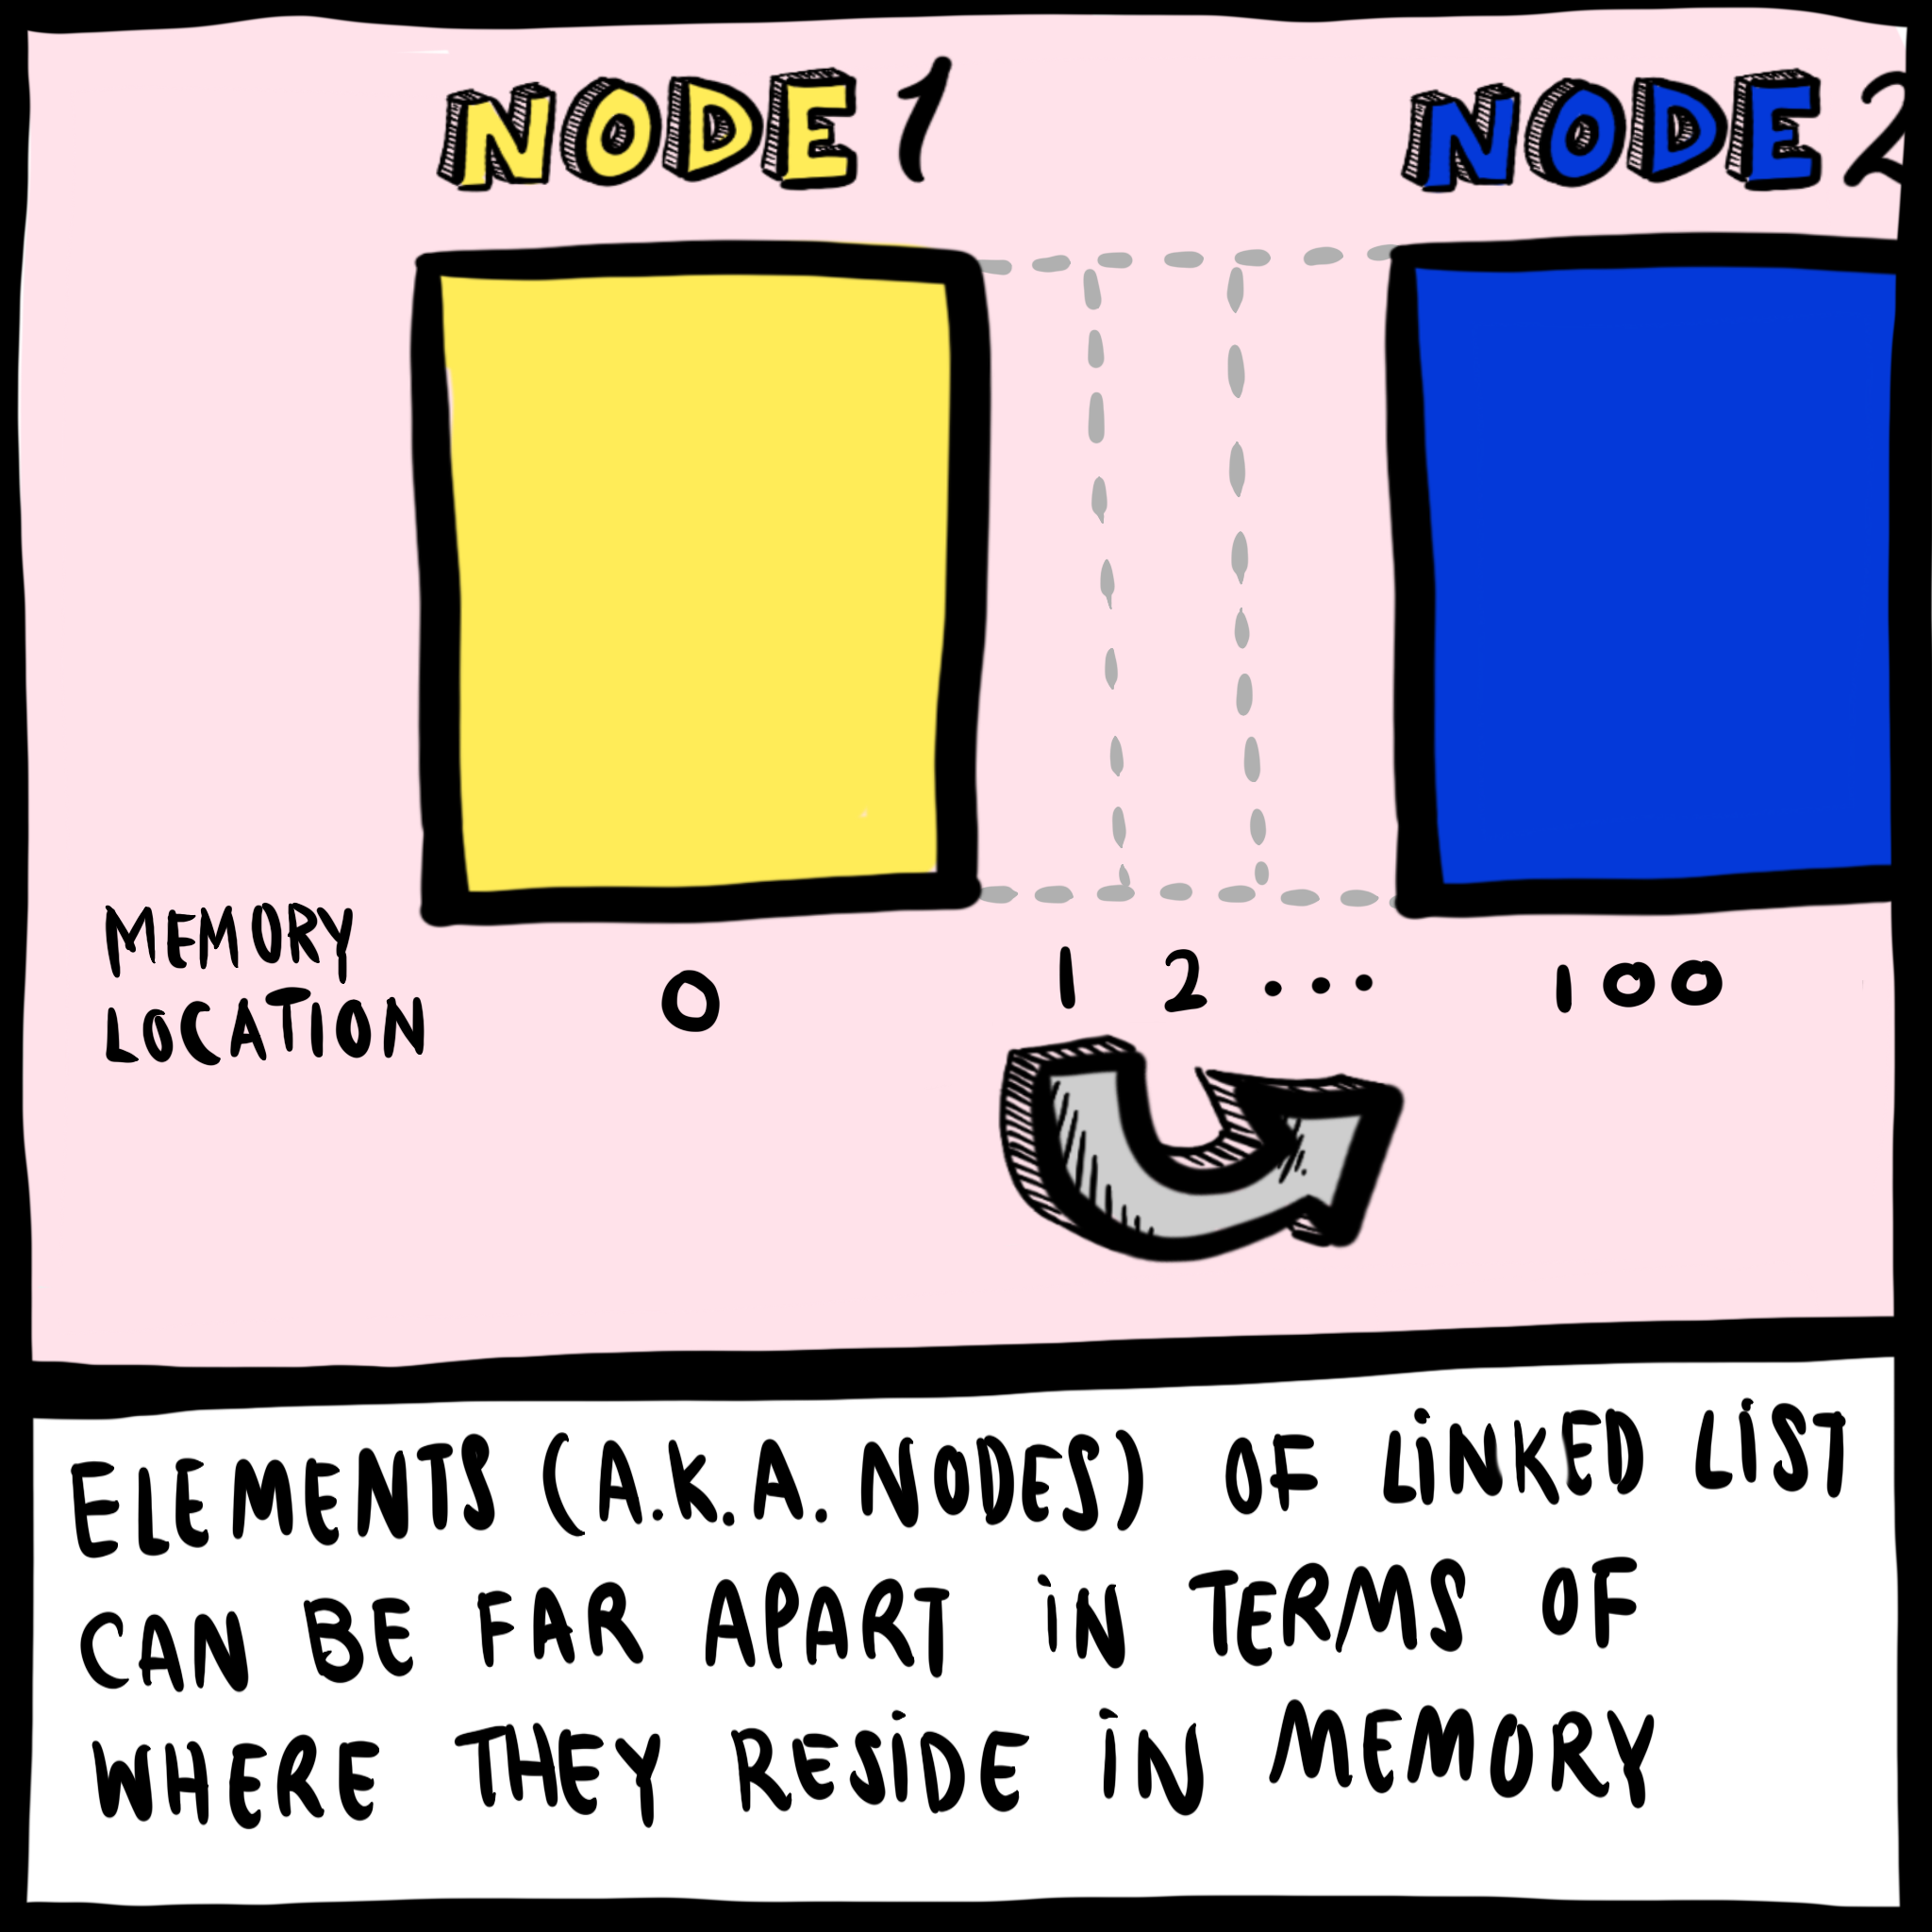 NODE 1
NODE 2
MEMORY
LOCATION
0
1 2...
100
ELEMENTS (A.K.A. NODES) OF LINKED LIST
CAN BE FAR APART IN TERMS OF
WHERE THEY RESIDE IN MEMORY